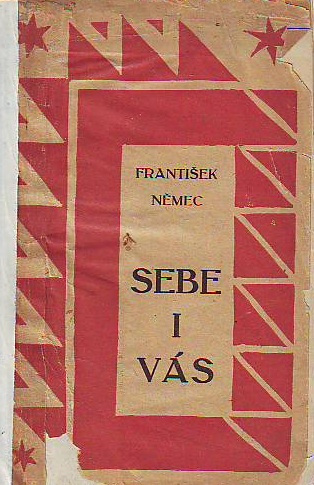 FRANTIŠEK
NĚMEC
SEBE
I
VÁS